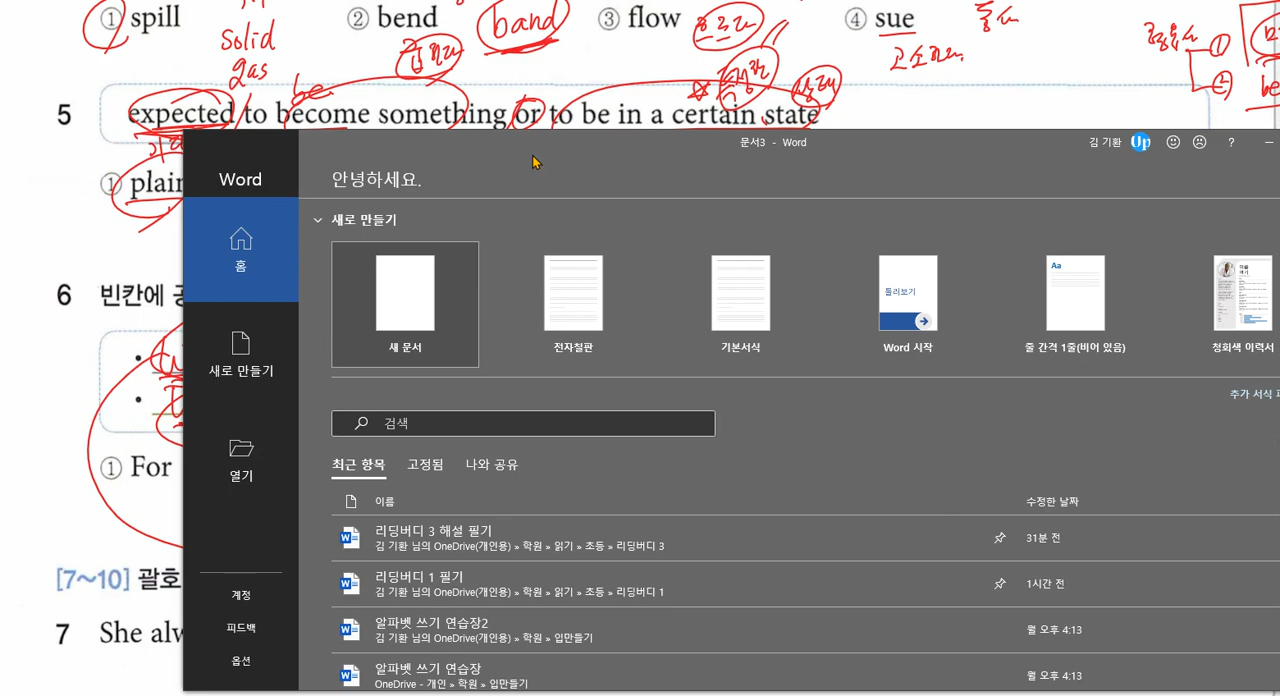 ① spill ② bend band ③ flow 흐르다 ④ sue
solid
gas
고소하다.
be
상태
5 expected to become something or to be in a certain state
① plain
문서3 - Word
김 기환
Up
?
Word
안녕하세요.
새로 만들기
홈
새 문서
전자철판
기본서식
둘러보기
Word 시작
Aa
줄 간격 1줄(비어 있음)
청회색 이력서
6 빈칸에
새로 만들기
추가 서식
검색
열기
최근 항목 고정됨 나와 공유
① For
이름 수정한 날짜
리딩버디 3 해설 필기
김 기환 님의 OneDrive(개인용) » 학원 » 읽기 » 초등 » 리딩버디 3
31분 전
[7~10] 괄호
리딩버디 1 필기
김 기환 님의 OneDrive(개인용) » 학원 » 읽기 » 초등 » 리딩버디 1
1시간 전
계정
피드백
옵션
7 She alw
알파벳 쓰기 연습장2
김 기환 님의 OneDrive(개인용) » 학원 » 입만들기
월 오후 4:13
알파벳 쓰기 연습장
OneDrive - 개인 » 학원 » 입만들기
월 오후 4:13